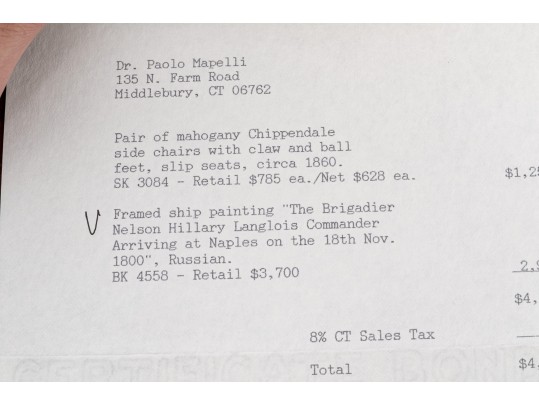 Dr. Paolo Mapelli
135 N. Farm Road
Middlebury, CT 06762
Pair of mahogany Chippendale
side chairs with claw and ball
feet, slip seats, circa 1860.
SK 3084 - Retail $785 ea./Net $628 ea.
Framed ship painting "The Brigadier
Nelson Hillary Langlois Commander
Arriving at Naples on the 18th Nov.
1800", Russian.
BK 4558 - Retail $3,700
8% CT Sales Tax
Total
CERTIFICATE BOND